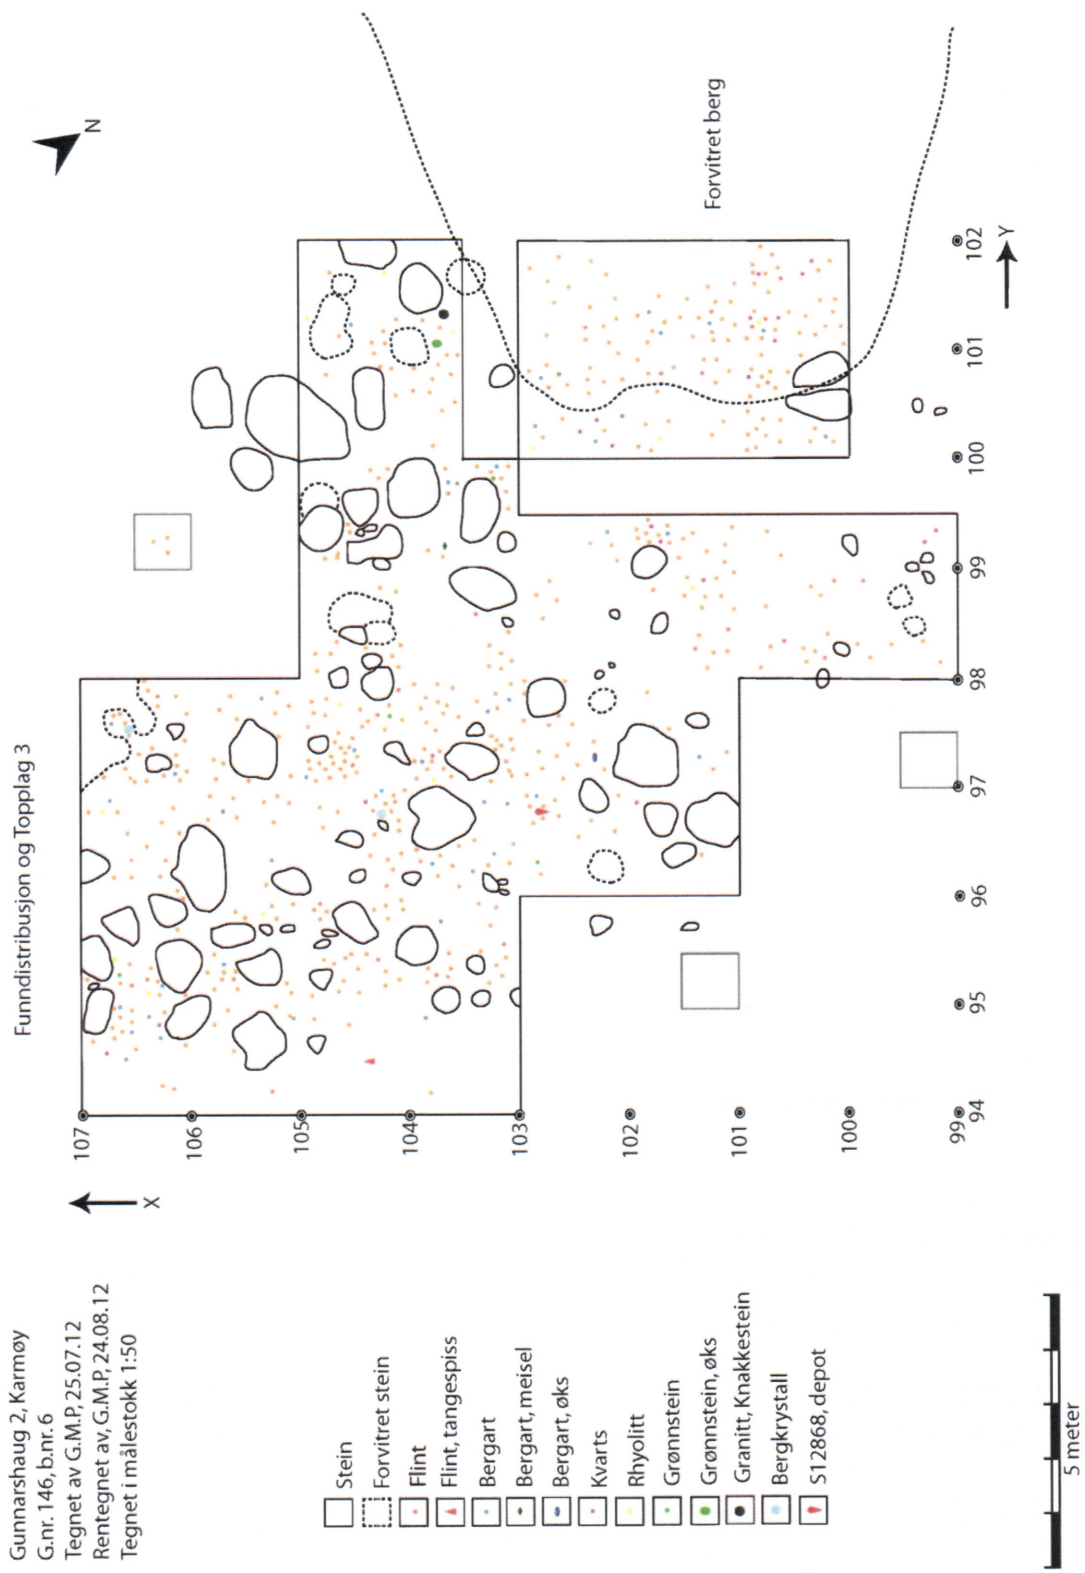 Gunnarshaug 2, Karmøy
G.nr. 146, b.nr. 6
Tegnet av G.M.P, 25.07.12
Rentegnet av, G.M.P, 24.08.12
Tegnet i målestokk 1:50
Funndistribusjon og Topplag 3
N
X
107
106
105
104
103
102
101
100
99
94
95
96
97
98
99
100
101
102
Y
Forvitret berg
Stein
Forvitret stein
Flint
Flint, tangespiss
Bergart
Bergart, meisel
Bergart, øks
Kvarts
Rhyolitt
Grønnstein
Grønnstein, øks
Granitt, Knakkestein
Bergkrystall
S12868, depot
5 meter